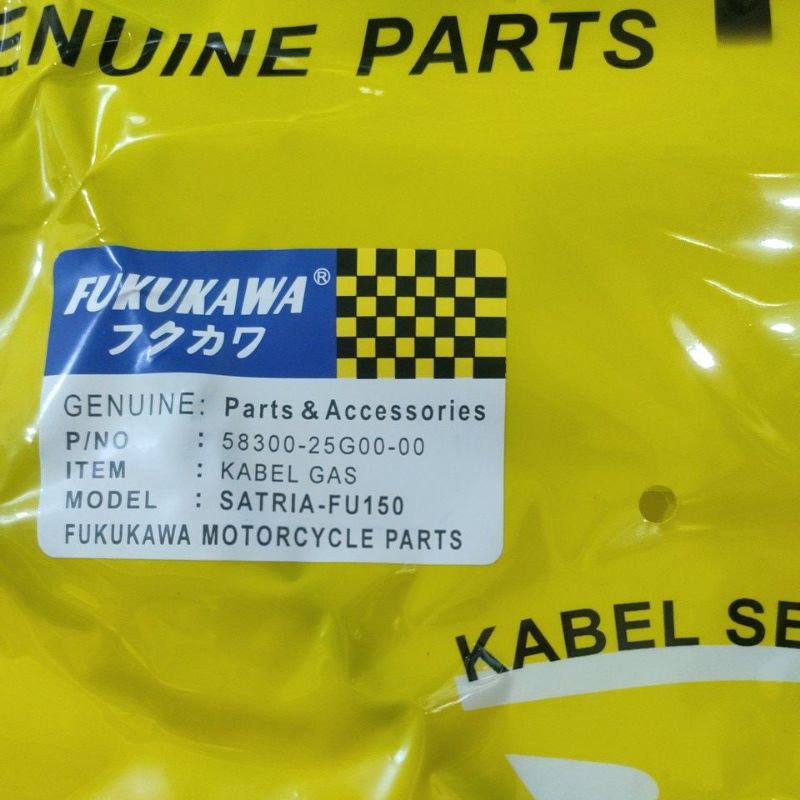 ENUINE PARTS
FUKUKAWA®
フクカワ
GENUINE: Parts & Accessories
P/NO : 58300-25G00-00
ITEM : KABEL GAS
MODEL : SATRIA-FU150
FUKUKAWA MOTORCYCLE PARTS
KABEL SE